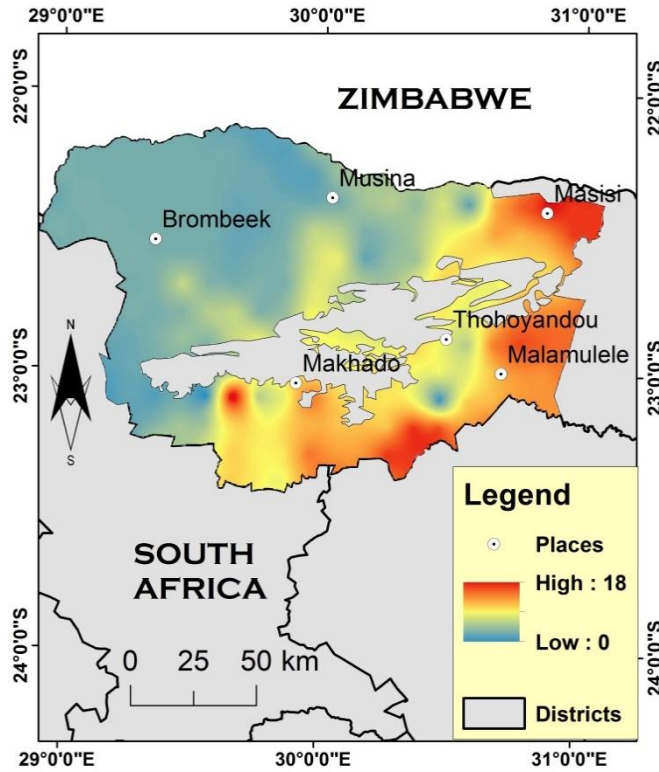 29°0'0"E 30°0'0"E 31°0'0"E
22°0'0"S 22°0'0"S
ZIMBABWE
Musina
Masisi
Brombeek
Thohoyandou
N
Makhado
Malamulele
23°0'0"S 23°0'0"S
S
Legend
Places
High : 18
Low : 0
Districts
SOUTH
AFRICA
0 25 50 km
24°0'0"S 24°0'0"S
29°0'0"E 30°0'0"E 31°0'0"E